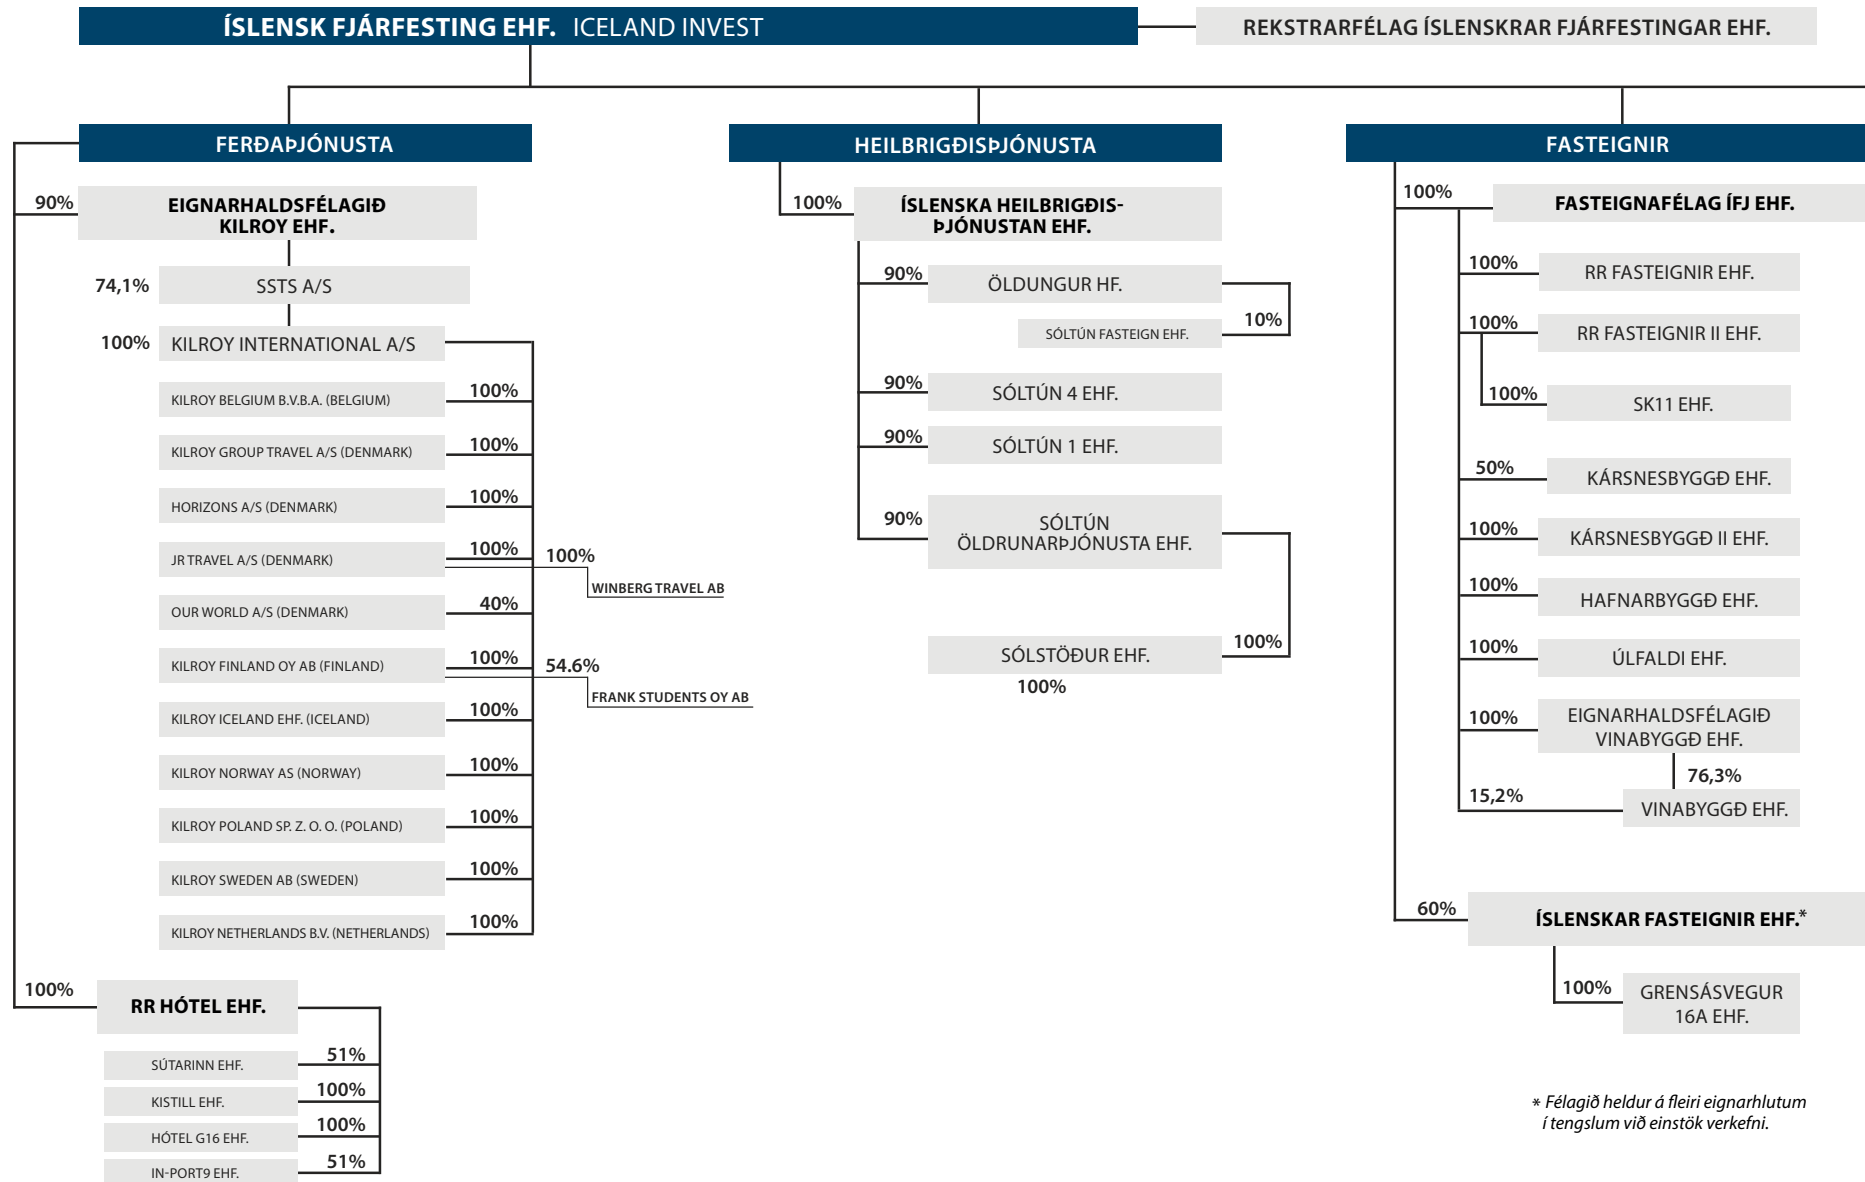 ÍSLENSK FJÁRFESTING EHF. ICELAND INVEST
REKSTRARFÉLAG ÍSLENSKRAR FJÁRFESTINGAR EHF.
FERÐAÞJÓNUSTA
90%
EIGNARHALDSFÉLAGIÐ
KILROY EHF.
74,1%
SSTS A/S
100%
KILROY INTERNATIONAL A/S
KILROY BELGIUM B.V.B.A. (BELGIUM)
100%
KILROY GROUP TRAVEL A/S (DENMARK)
100%
HORIZONS A/S (DENMARK)
100%
JR TRAVEL A/S (DENMARK)
100%
100%
WINBERG TRAVEL AB
OUR WORLD A/S (DENMARK)
40%
KILROY FINLAND OY AB (FINLAND)
100%
54.6%
FRANK STUDENTS OY AB
KILROY ICELAND EHF. (ICELAND)
100%
KILROY NORWAY AS (NORWAY)
100%
KILROY POLAND SP. Z. O. O. (POLAND)
100%
KILROY SWEDEN AB (SWEDEN)
100%
KILROY NETHERLANDS B.V. (NETHERLANDS)
100%
100%
RR HÓTEL EHF.
SÚTARINN EHF.
51%
KISTILL EHF.
100%
HÓTEL G16 EHF.
100%
IN-PORT9 EHF.
51%
HEILBRIGÐISÞJÓNUSTA
100%
ÍSLENSKA HEILBRIGÐIS-
ÞJÓNUSTAN EHF.
90%
ÖLDUNGUR HF.
SÓLTÚN FASTEIGN EHF.
10%
90%
SÓLTÚN 4 EHF.
90%
SÓLTÚN 1 EHF.
90%
SÓLTÚN
ÖLDRUNARÞJÓNUSTA EHF.
SÓLSTÖÐUR EHF.
100%
100%
FASTEIGNIR
100%
FASTEIGNAFÉLAG ÍFJ EHF.
100%
RR FASTEIGNIR EHF.
100%
RR FASTEIGNIR II EHF.
100%
SK11 EHF.
50%
KÁRSNESBYGGÐ EHF.
100%
KÁRSNESBYGGÐ II EHF.
100%
HAFNARBYGGÐ EHF.
100%
ÚLFALDI EHF.
100%
EIGNARHALDSFÉLAGIÐ
VINABYGGÐ EHF.
76,3%
15,2%
VINABYGGÐ EHF.
60%
ÍSLENSKAR FASTEIGNIR EHF.*
100%
GRENSÁSVEGUR
16A EHF.
* Félagið heldur á fleiri eignarhlutum
í tengslum við einstök verkefni.